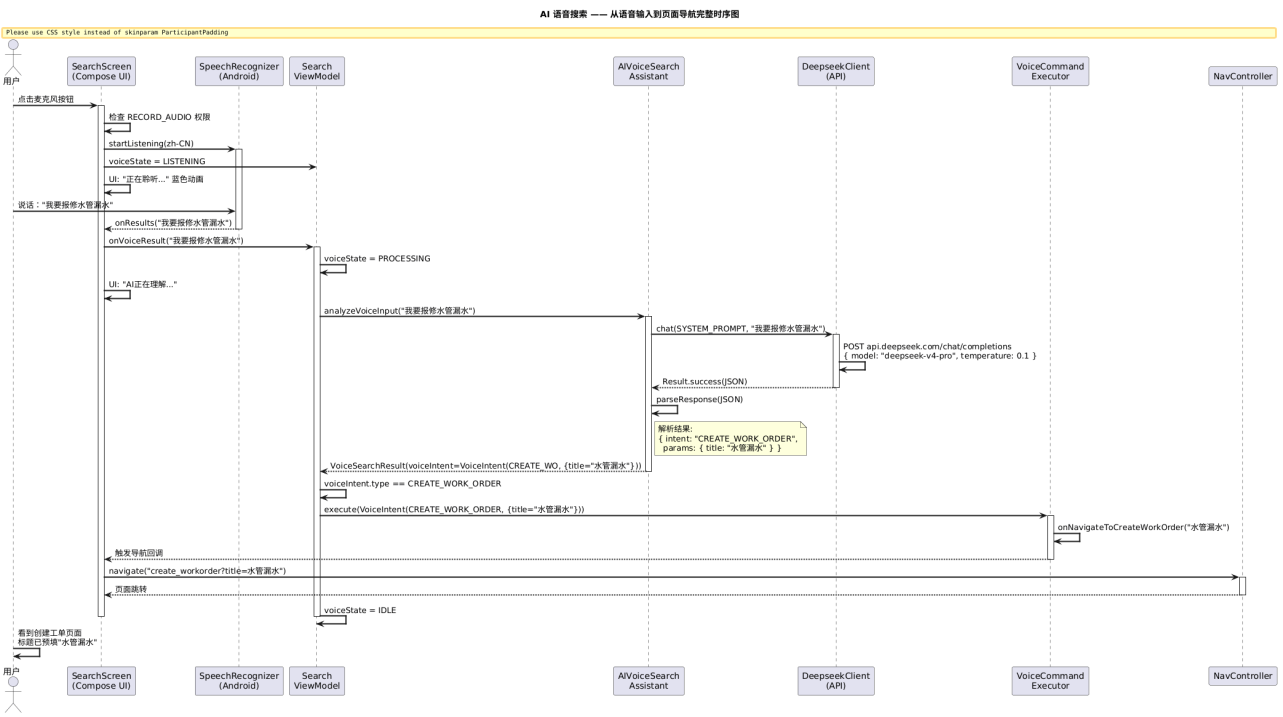 AI 语音搜索 —— 从语音输入到页面导航完整时序图
Please use CSS style instead of skinparam ParticipantPadding
用户
SearchScreen
(Compose UI)
SpeechRecognizer
(Android)
Search
ViewModel
AIVoiceSearch
Assistant
DeepseekClient
(API)
VoiceCommand
Executor
NavController
点击麦克风按钮
检查 RECORD_AUDIO 权限
startListening(zh-CN)
voiceState = LISTENING
UI: "正在聆听..." 蓝色动画
说话："我要报修水管漏水"
onResults("我要报修水管漏水")
onVoiceResult("我要报修水管漏水")
voiceState = PROCESSING
UI: "AI正在理解..."
analyzeVoiceInput("我要报修水管漏水")
chat(SYSTEM_PROMPT, "我要报修水管漏水")
POST api.deepseek.com/chat/completions
{ model: "deepseek-v4-pro", temperature: 0.1 }
Result.success(JSON)
parseResponse(JSON)
解析结果:
{ intent: "CREATE_WORK_ORDER",
params: { title: "水管漏水" } }
VoiceSearchResult(voiceIntent=VoiceIntent(CREATE_WO, {title="水管漏水"}))
voiceIntent.type == CREATE_WORK_ORDER
execute(VoiceIntent(CREATE_WORK_ORDER, {title="水管漏水"}))
onNavigateToCreateWorkOrder("水管漏水")
触发导航回调
navigate("create_workorder?title=水管漏水")
页面跳转
voiceState = IDLE
看到创建工单页面
标题已预填"水管漏水"
用户
SearchScreen
(Compose UI)
SpeechRecognizer
(Android)
Search
ViewModel
AIVoiceSearch
Assistant
DeepseekClient
(API)
VoiceCommand
Executor
NavController